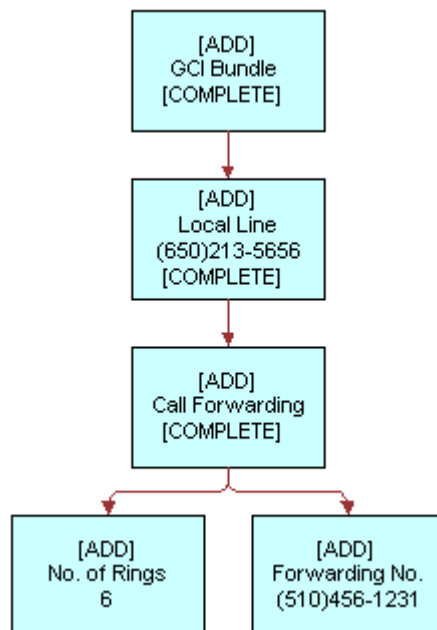 [ADD]
GCI Bundle
[COMPLETE]
[ADD]
Local Line
(650)213-5656
[COMPLETE]
[ADD]
Call Forwarding
[COMPLETE]
[ADD]
No. of Rings
6
[ADD]
Forwarding No.
(510)456-1231